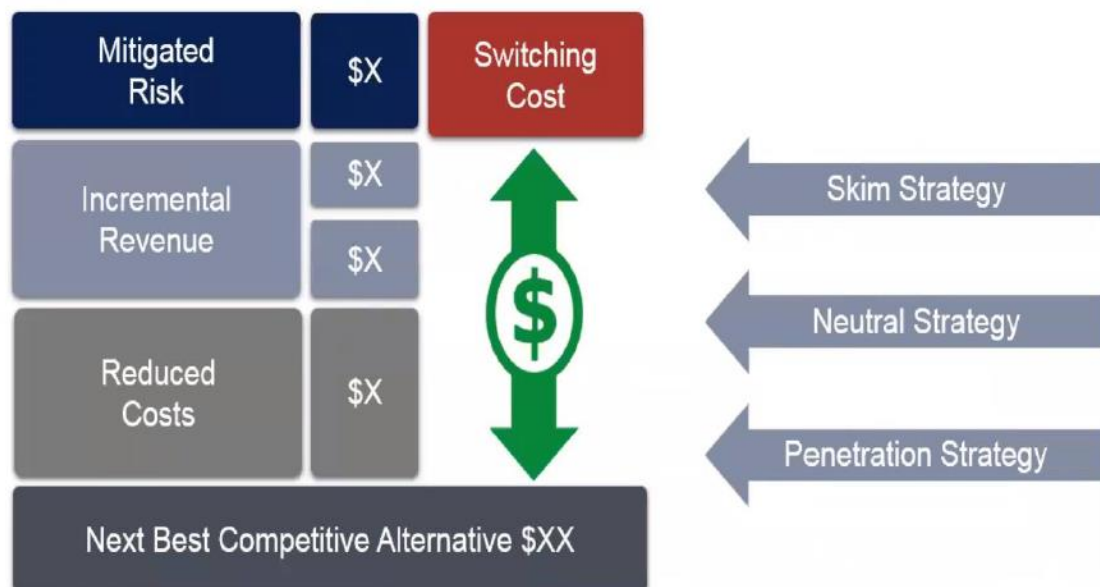 Mitigated
Risk
$X
Switching
Cost
Incremental
Revenue
$X
$X
Reduced
Costs
$X
$
Skim Strategy
Neutral Strategy
Penetration Strategy
Next Best Competitive Alternative $XX